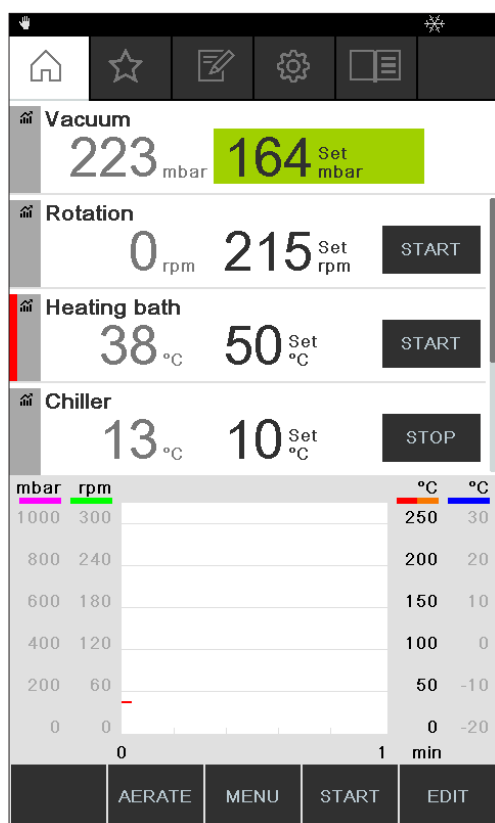 Vacuum
223 mbar 164 Set mbar
Rotation
0 rpm 215 Set rpm START
Heating bath
38 °C 50 Set °C START
Chiller
13 °C 10 Set °C STOP
mbar rpm °C °C
1000 300 250 30
800 240 200 20
600 180 150 10
400 120 100 0
200 60 50 -10
0 0 0 -20
0 1 min
AERATE MENU START EDIT